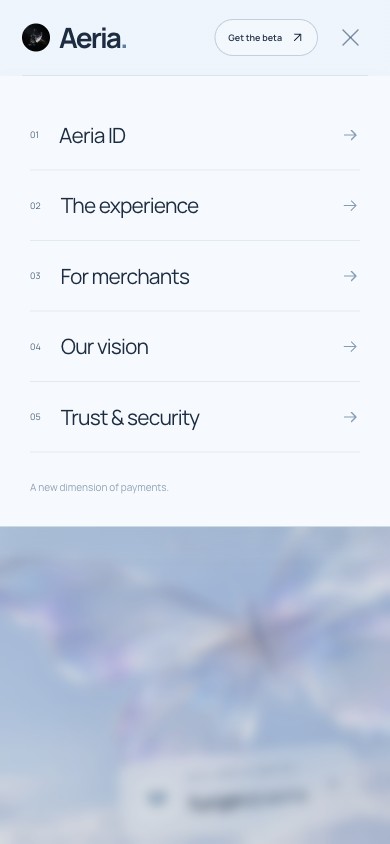 Aeria.
Get the beta
01 Aeria ID
02 The experience
03 For merchants
04 Our vision
05 Trust & security
A new dimension of payments.